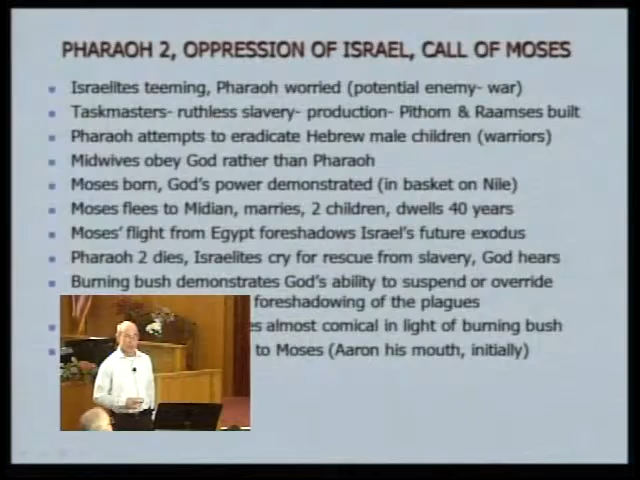 PHARAOH 2, OPPRESSION OF ISRAEL, CALL OF MOSES
Israelites teeming, Pharaoh worried (potential enemy- war)
Taskmasters- ruthless slavery- production- Pithom & Raamses built
Pharaoh attempts to eradicate Hebrew male children (warriors)
Midwives obey God rather than Pharaoh
Moses born, God's power demonstrated (in basket on Nile)
Moses flees to Midian, marries, 2 children, dwells 40 years
Moses' flight from Egypt foreshadows Israel's future exodus
Pharaoh 2 dies, Israelites cry for rescue from slavery, God hears
Burning bush demonstrates God's ability to suspend or override
foreshadowing of the plagues
almost comical in light of burning bush
to Moses (Aaron his mouth, initially)